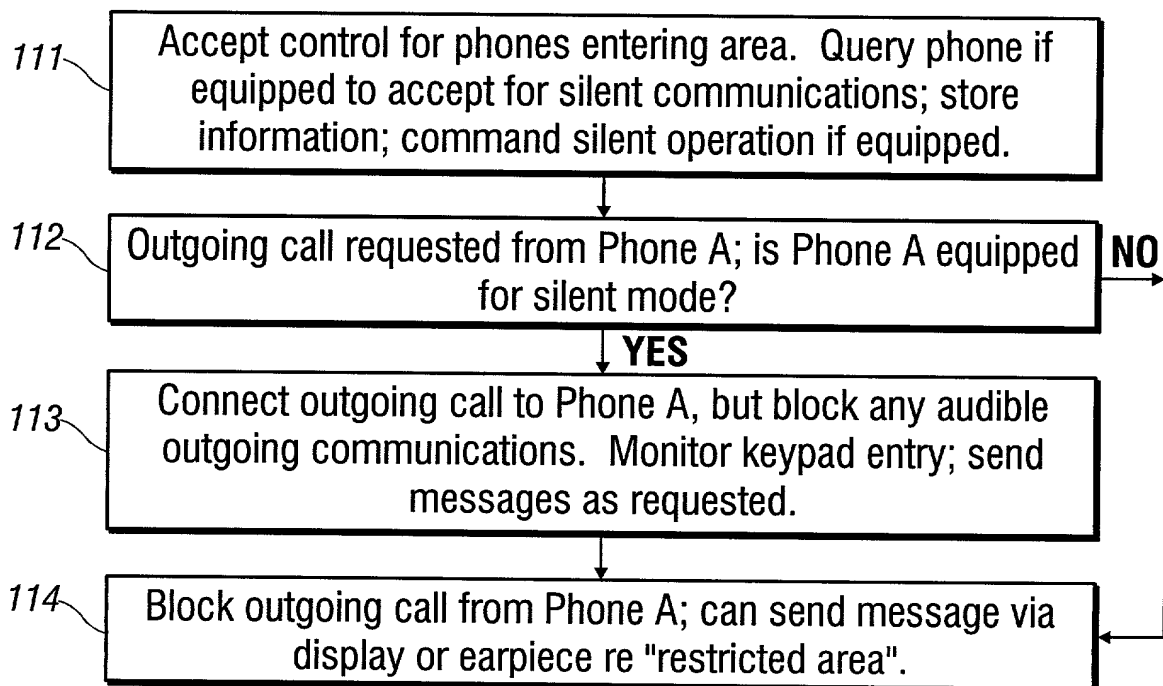 111
Accept control for phones entering area. Query phone if
equipped to accept for silent communications; store
information; command silent operation if equipped.
112
Outgoing call requested from Phone A; is Phone A equipped
for silent mode?
NO
YES
113
Connect outgoing call to Phone A, but block any audible
outgoing communications. Monitor keypad entry; send
messages as requested.
114
Block outgoing call from Phone A; can send message via
display or earpiece re "restricted area".